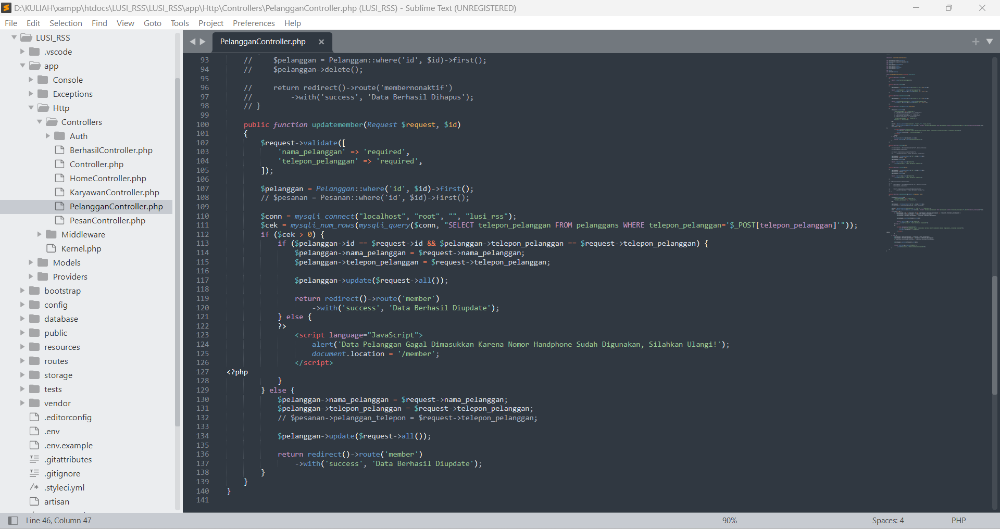 D:\KULIAH\xampp\htdocs\LUSI_RSS\LUSI_RSS\app\Http\Controllers\PelangganController.php (LUSI_RSS) - Sublime Text (UNREGISTERED)
File Edit Selection Find View Goto Tools Project Preferences Help
LUSI_RSS
.vscode
app
Console
Exceptions
Http
Controllers
Auth
BerhasilController.php
Controller.php
HomeController.php
KaryawanController.php
PelangganController.php
PesanController.php
Middleware
Kernel.php
Models
Providers
bootstrap
config
database
public
resources
routes
storage
tests
vendor
.editorconfig
.env
.env.example
.gitattributes
.gitignore
/* .styleci.yml
artisan
PelangganController.php ×
93 //     $pelanggan = Pelanggan::where('id', $id)->first();
94 //     $pelanggan->delete();
95
96 //     return redirect()->route('membernonaktif')
97 //         ->with('success', 'Data Berhasil Dihapus');
98 // }
99
100 public function updatemember(Request $request, $id)
101 {
102     $request->validate([
103         'nama_pelanggan' => 'required',
104         'telepon_pelanggan' => 'required',
105     ]);
106
107     $pelanggan = Pelanggan::where('id', $id)->first();
108     // $pesanan = Pesanan::where('id', $id)->first();
109
110     $conn = mysqli_connect("localhost", "root", "", "lusi_rss");
111     $cek = mysqli_num_rows(mysqli_query($conn, "SELECT telepon_pelanggan FROM pelanggans WHERE telepon_pelanggan='$_POST[telepon_pelanggan]'"));
112     if ($cek > 0) {
113         if ($pelanggan->id == $request->id && $pelanggan->telepon_pelanggan == $request->telepon_pelanggan) {
114             $pelanggan->nama_pelanggan = $request->nama_pelanggan;
115             $pelanggan->telepon_pelanggan = $request->telepon_pelanggan;
116
117             $pelanggan->update($request->all());
118
119             return redirect()->route('member')
120                 ->with('success', 'Data Berhasil Diupdate');
121         } else {
122         ?>
123             <script language="JavaScript">
124                 alert('Data Pelanggan Gagal Dimasukkan Karena Nomor Handphone Sudah Digunakan, Silahkan Ulangi!');
125                 document.location = '/member';
126             </script>
127 <?php
128         }
129     } else {
130         $pelanggan->nama_pelanggan = $request->nama_pelanggan;
131         $pelanggan->telepon_pelanggan = $request->telepon_pelanggan;
132         // $pesanan->pelanggan_telepon = $request->telepon_pelanggan;
133
134         $pelanggan->update($request->all());
135
136         return redirect()->route('member')
137             ->with('success', 'Data Berhasil Diupdate');
138     }
139 }
140 }
141
Line 46, Column 47 90% Spaces: 4 PHP